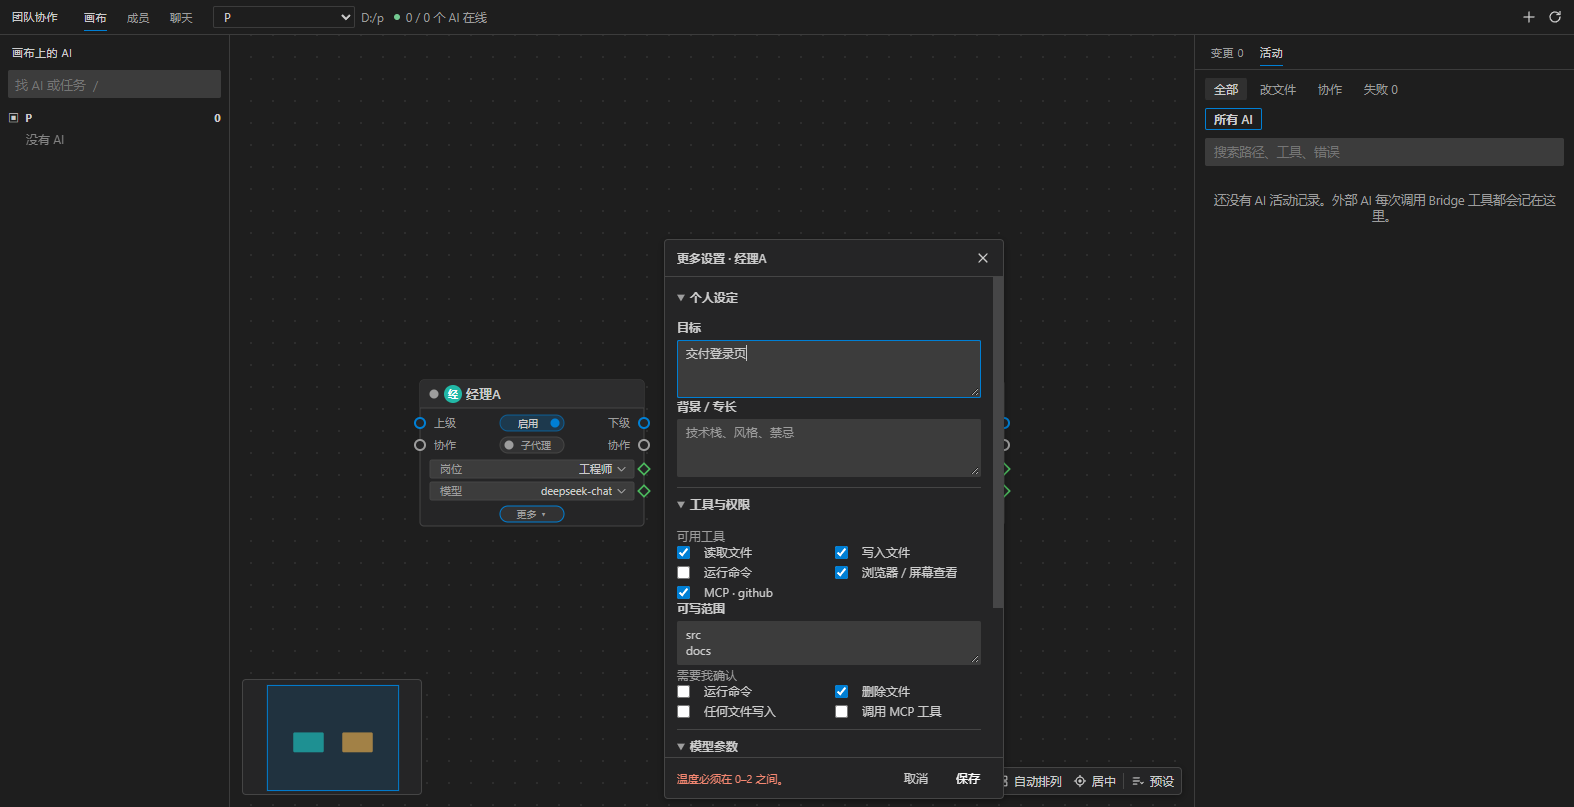 团队协作
画布
成员
聊天
P
D:/p
0 / 0 个 AI 在线
画布上的 AI
找 AI 或任务 /
P
0
没有 AI
经
经理A
上级
启用
下级
协作
子代理
协作
岗位
工程师
模型
deepseek-chat
更多
更多设置 · 经理A
个人设定
目标
交付登录页
背景 / 专长
技术栈、风格、禁忌
工具与权限
可用工具
读取文件
写入文件
运行命令
浏览器 / 屏幕查看
MCP · github
可写范围
src
docs
需要我确认
运行命令
删除文件
任何文件写入
调用 MCP 工具
模型参数
温度必须在 0–2 之间。
取消
保存
自动排列
居中
预设
变更 0
活动
全部
改文件
协作
失败 0
所有 AI
搜索路径、工具、错误
还没有 AI 活动记录。外部 AI 每次调用 Bridge 工具都会记在这
里。